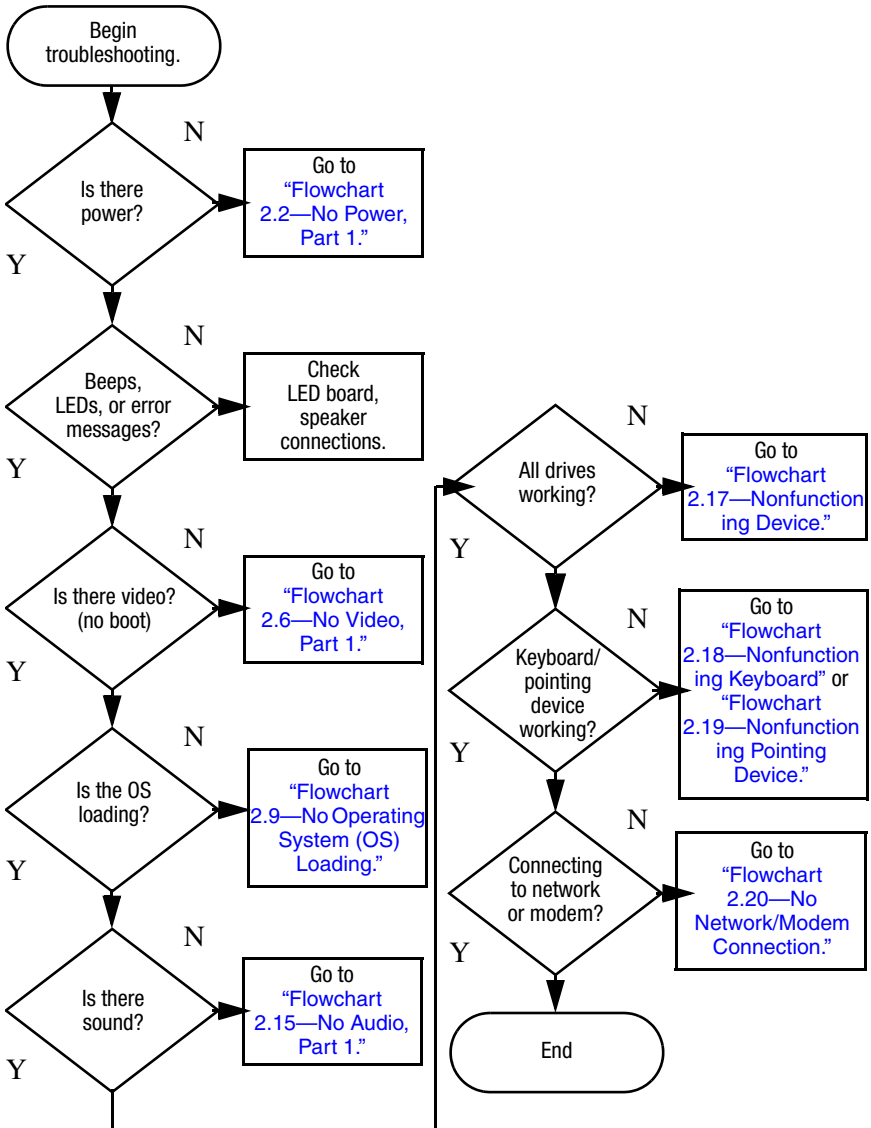 Begin
troubleshooting.
N
Is there
power?
Go to
“Flowchart
2.2—No Power,
Part 1.”
Y
N
Beeps,
LEDs, or error
messages?
Check
LED board,
speaker
connections.
Y
N
Is there video?
(no boot)
Go to
“Flowchart
2.6—No Video,
Part 1.”
Y
N
Is the OS
loading?
Go to
“Flowchart
2.9—No Operating
System (OS)
Loading.”
Y
N
Is there
sound?
Go to
“Flowchart
2.15—No Audio,
Part 1.”
Y
N
All drives
working?
Go to
“Flowchart
2.17—Nonfunction
ing Device.”
Y
N
Keyboard/
pointing
device
working?
Go to
“Flowchart
2.18—Nonfunction
ing Keyboard” or
“Flowchart
2.19—Nonfunction
ing Pointing
Device.”
Y
N
Connecting
to network
or modem?
Go to
“Flowchart
2.20—No
Network/Modem
Connection.”
Y
End